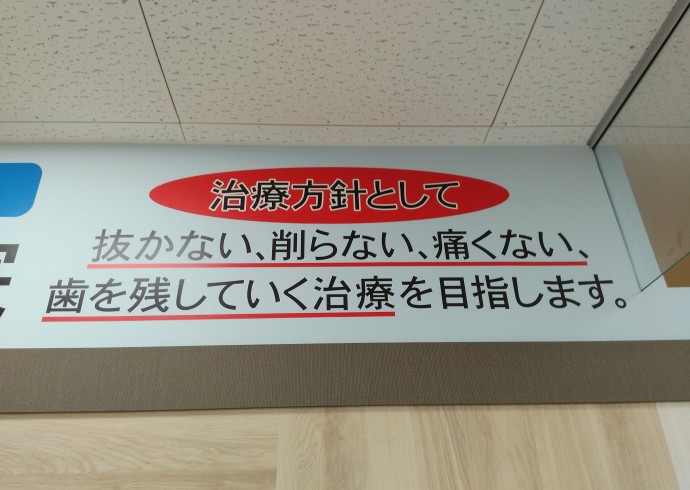 治療方針として
抜かない、削らない、痛くない、
歯を残していく治療を目指します。